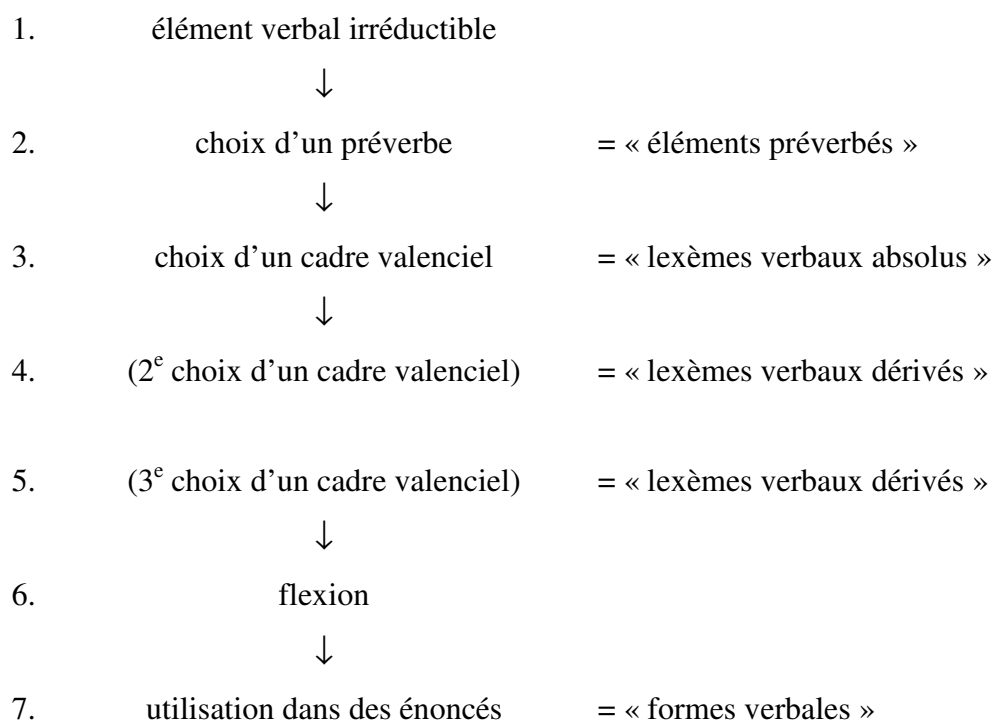 1. élément verbal irréductible
↓
2. choix d’un préverbe = « éléments préverbés »
↓
3. choix d’un cadre valenciel = « lexèmes verbaux absolus »
↓
4. (2e choix d’un cadre valenciel) = « lexèmes verbaux dérivés »
5. (3e choix d’un cadre valenciel) = « lexèmes verbaux dérivés »
↓
6. flexion
↓
7. utilisation dans des énoncés = « formes verbales »